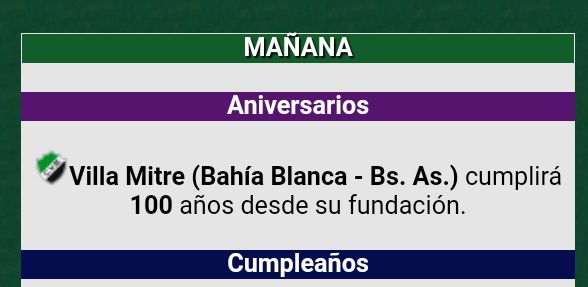 MAÑANA
Aniversarios
Villa Mitre (Bahía Blanca - Bs. As.) cumplirá
100 años desde su fundación.
Cumpleaños